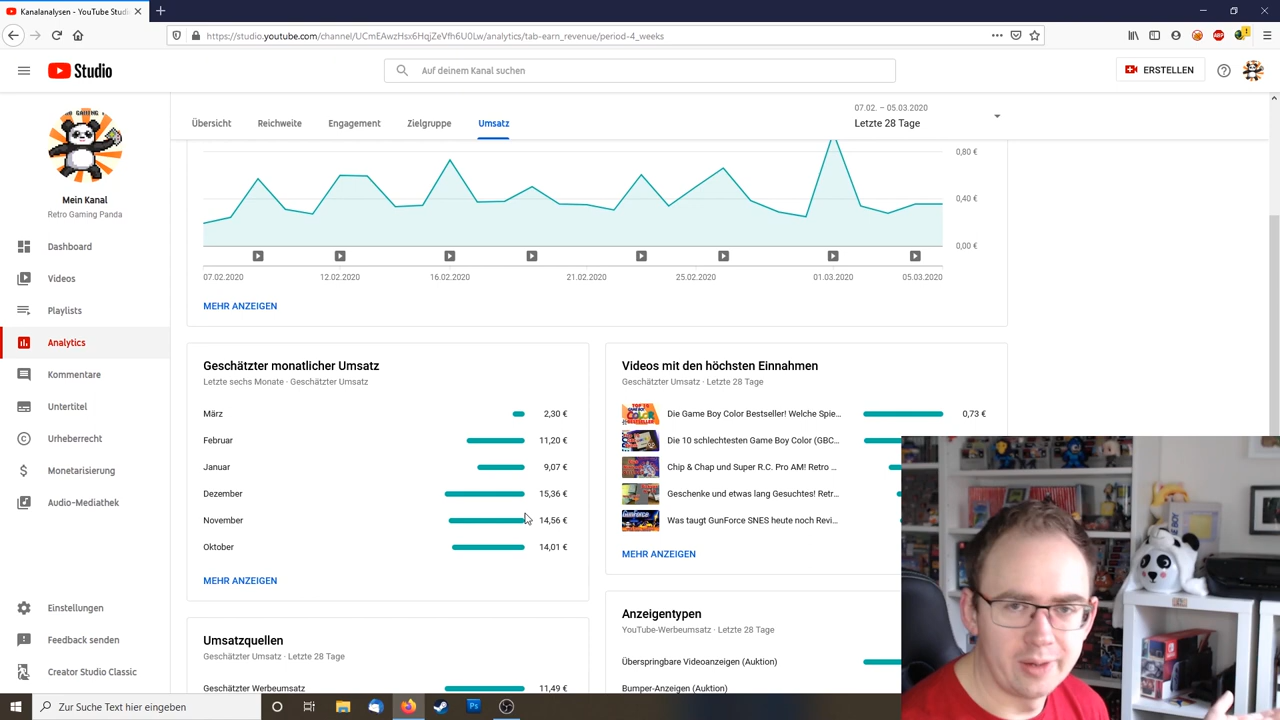 Kanalanalysen - YouTube Studi
https://studio.youtube.com/channel/UCmEAwzHsx6HqjZeVfh6U0Lw/analytics/tab-earn_revenue/period-4_weeks
Studio
Auf deinem Kanal suchen
ERSTELLEN
Mein Kanal
Retro Gaming Panda
Dashboard
Videos
Playlists
Analytics
Kommentare
Untertitel
Urheberrecht
Monetarisierung
Audio-Mediathek
Einstellungen
Feedback senden
Creator Studio Classic
Übersicht Reichweite Engagement Zielgruppe Umsatz
07.02. – 05.03.2020
Letzte 28 Tage
0,80 €
0,40 €
0,00 €
07.02.2020 12.02.2020 16.02.2020 21.02.2020 25.02.2020 01.03.2020 05.03.2020
MEHR ANZEIGEN
Geschätzter monatlicher Umsatz
Letzte sechs Monate · Geschätzter Umsatz
März 2,30 €
Februar 11,20 €
Januar 9,07 €
Dezember 15,36 €
November 14,56 €
Oktober 14,01 €
MEHR ANZEIGEN
Videos mit den höchsten Einnahmen
Geschätzter Umsatz · Letzte 28 Tage
Die Game Boy Color Bestseller! Welche Spie... 0,73 €
Die 10 schlechtesten Game Boy Color (GBC...
Chip & Chap und Super R.C. Pro AM! Retro ...
Geschenke und etwas lang Gesuchtes! Retr...
Was taugt GunForce SNES heute noch Revi...
MEHR ANZEIGEN
Umsatzquellen
Geschätzter Umsatz · Letzte 28 Tage
Geschätzter Werbeumsatz 11,49 €
Anzeigentypen
YouTube-Werbeumsatz · Letzte 28 Tage
Überspringbare Videoanzeigen (Auktion)
Bumper-Anzeigen (Auktion)
Zur Suche Text hier eingeben